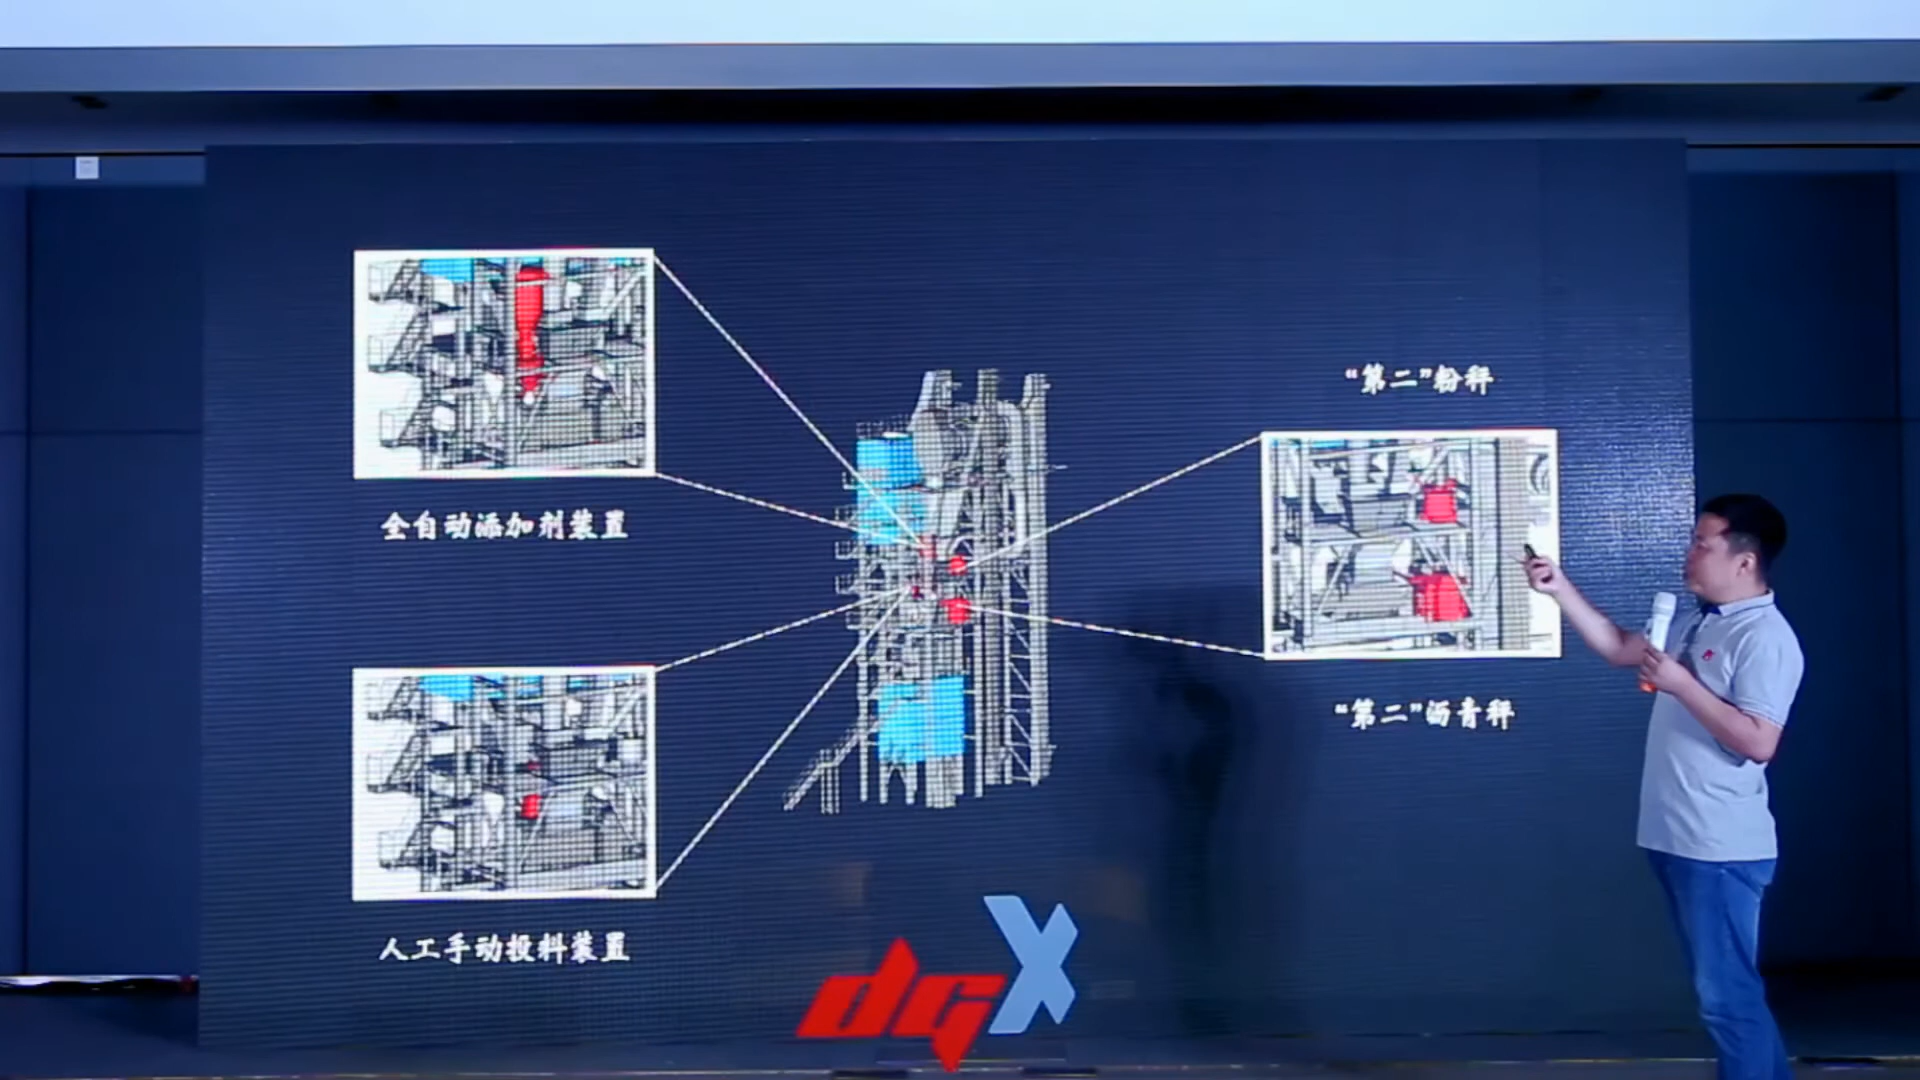 “第二”粉秤
全自动添加剂装置
“第二”沥青秤
人工手动投料装置
dgX